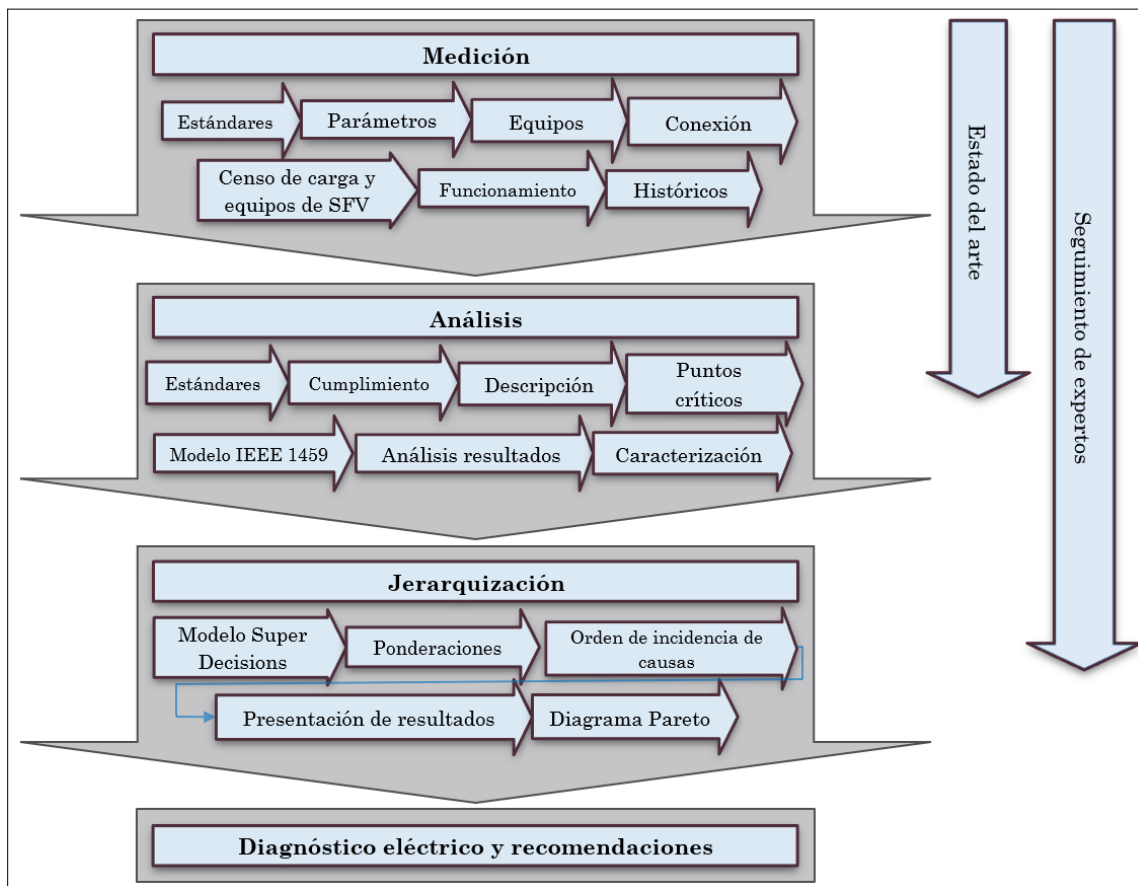 Medición
Estándares
Parámetros
Equipos
Conexión
Censo de carga y
equipos de SFV
Funcionamiento
Históricos
Análisis
Estándares
Cumplimiento
Descripción
Puntos
críticos
Modelo IEEE 1459
Análisis resultados
Caracterización
Jerarquización
Modelo Super
Decisions
Ponderaciones
Orden de incidencia de
causas
Presentación de resultados
Diagrama Pareto
Diagnóstico eléctrico y recomendaciones
Estado del arte
Seguimiento de expertos